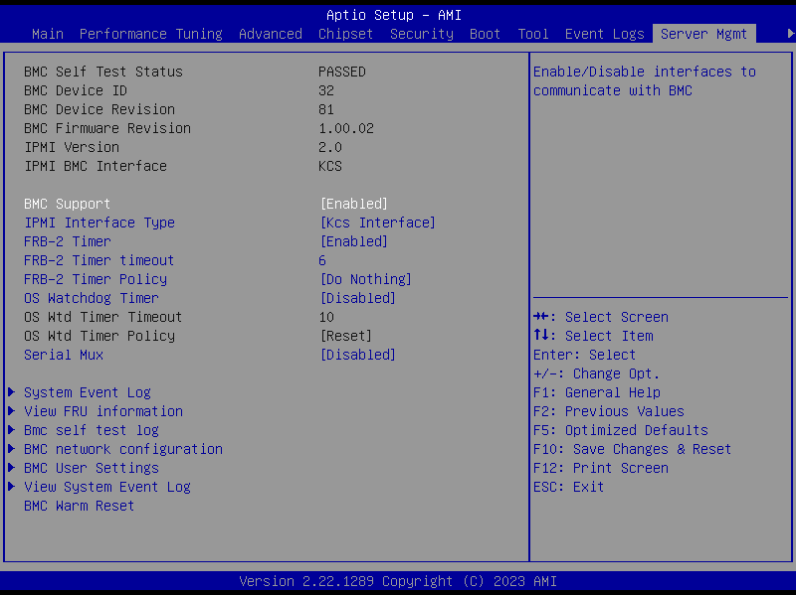 Aptio Setup – AMI
Main Performance Tuning Advanced Chipset Security Boot Tool Event Logs Server Mgmt
BMC Self Test Status PASSED
BMC Device ID 32
BMC Device Revision 81
BMC Firmware Revision 1.00.02
IPMI Version 2.0
IPMI BMC Interface KCS
BMC Support [Enabled]
IPMI Interface Type [Kcs Interface]
FRB-2 Timer [Enabled]
FRB-2 Timer timeout 6
FRB-2 Timer Policy [Do Nothing]
OS Watchdog Timer [Disabled]
OS Wtd Timer Timeout 10
OS Wtd Timer Policy [Reset]
Serial Mux [Disabled]
System Event Log
View FRU information
Bmc self test log
BMC network configuration
BMC User Settings
View System Event Log
BMC Warm Reset
Enable/Disable interfaces to
communicate with BMC
→←: Select Screen
↑↓: Select Item
Enter: Select
+/-: Change Opt.
F1: General Help
F2: Previous Values
F5: Optimized Defaults
F10: Save Changes & Reset
F12: Print Screen
ESC: Exit
Version 2.22.1289 Copyright (C) 2023 AMI